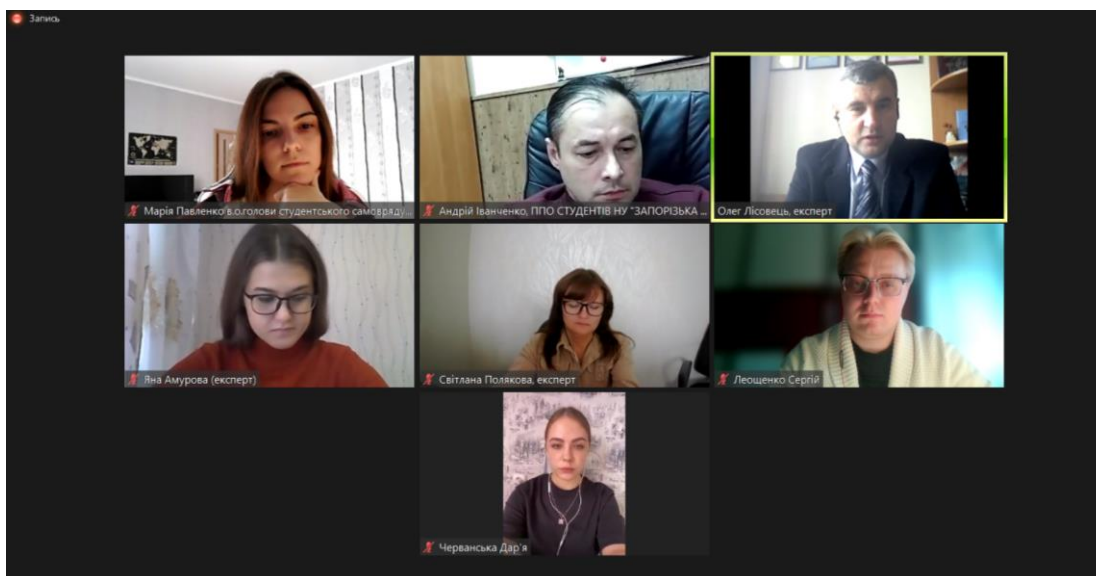 Запись
Марія Павленко в.о.голови студентського самовряду...
Андрій Іванченко, ППО СТУДЕНТІВ НУ "ЗАПОРІЗЬКА ...
Олег Лісовець, експерт
Яна Амурова (експерт)
Світлана Полякова, експерт
Леощенко Сергій
Черванська Дар'я